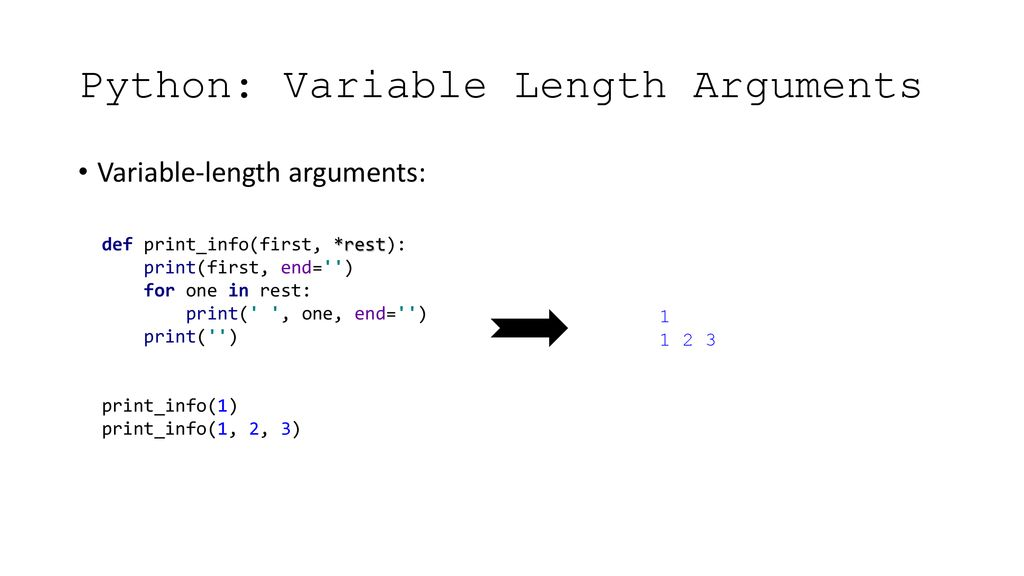 Python: Variable Length Arguments
• Variable-length arguments:
def print_info(first, *rest):
    print(first, end='')
    for one in rest:
        print(' ', one, end='')
    print('')
print_info(1)
print_info(1, 2, 3)
1
1 2 3